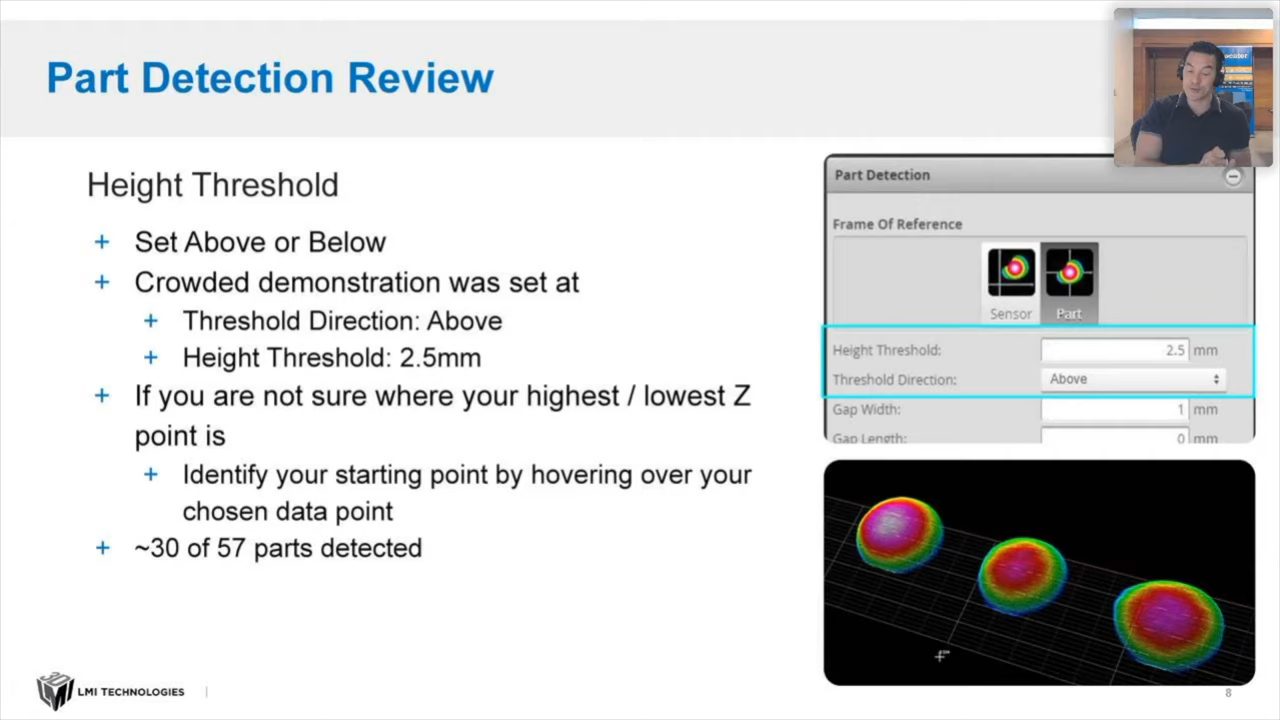 Part Detection Review
Height Threshold
+ Set Above or Below
+ Crowded demonstration was set at
+ Threshold Direction: Above
+ Height Threshold: 2.5mm
+ If you are not sure where your highest / lowest Z
point is
+ Identify your starting point by hovering over your
chosen data point
+ ~30 of 57 parts detected
Part Detection
Frame Of Reference
Sensor Part
Height Threshold: 2.5 mm
Threshold Direction: Above
Gap Width: 1 mm
Gap Length: 0 mm
LMI TECHNOLOGIES
8